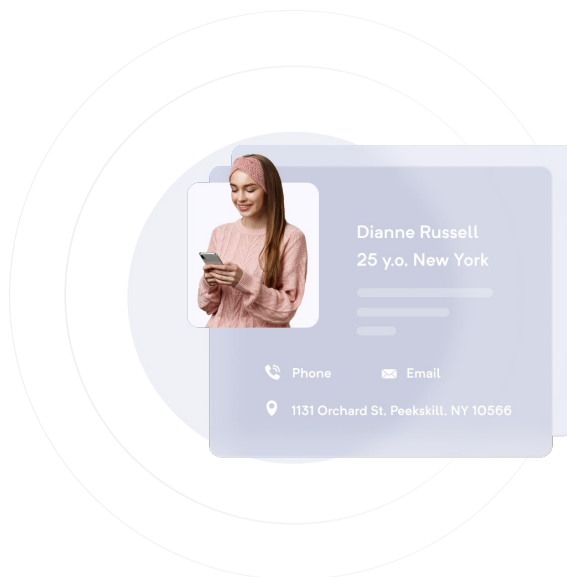 Dianne Russell
25 y.o. New York
Phone
Email
1131 Orchard St. Peekskill, NY 10566